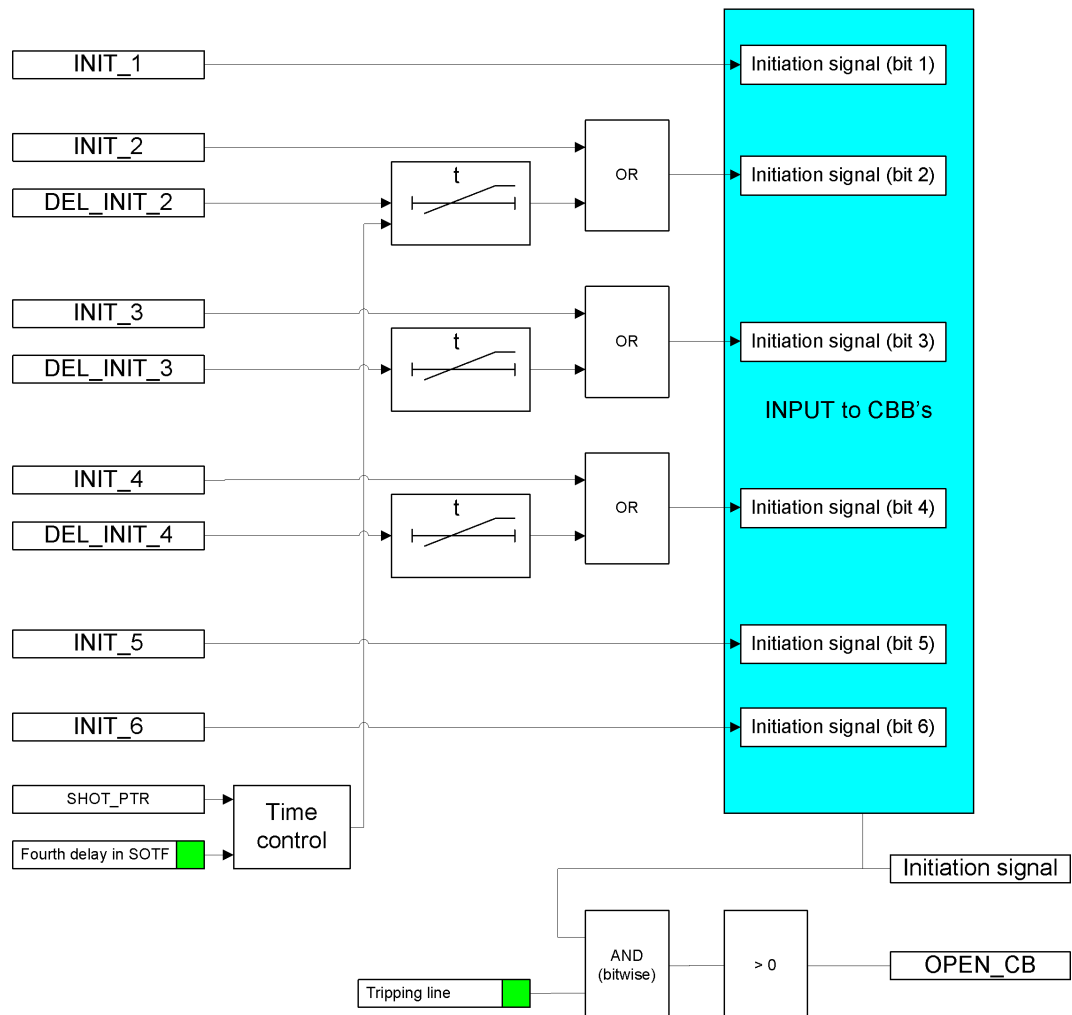 INIT_1
Initiation signal (bit 1)
INIT_2
OR
Initiation signal (bit 2)
t
DEL_INIT_2
INIT_3
OR
Initiation signal (bit 3)
t
DEL_INIT_3
INPUT to CBB's
INIT_4
OR
Initiation signal (bit 4)
t
DEL_INIT_4
INIT_5
Initiation signal (bit 5)
INIT_6
Initiation signal (bit 6)
SHOT_PTR
Time
control
Fourth delay in SOTF
Initiation signal
AND
(bitwise)
> 0
OPEN_CB
Tripping line